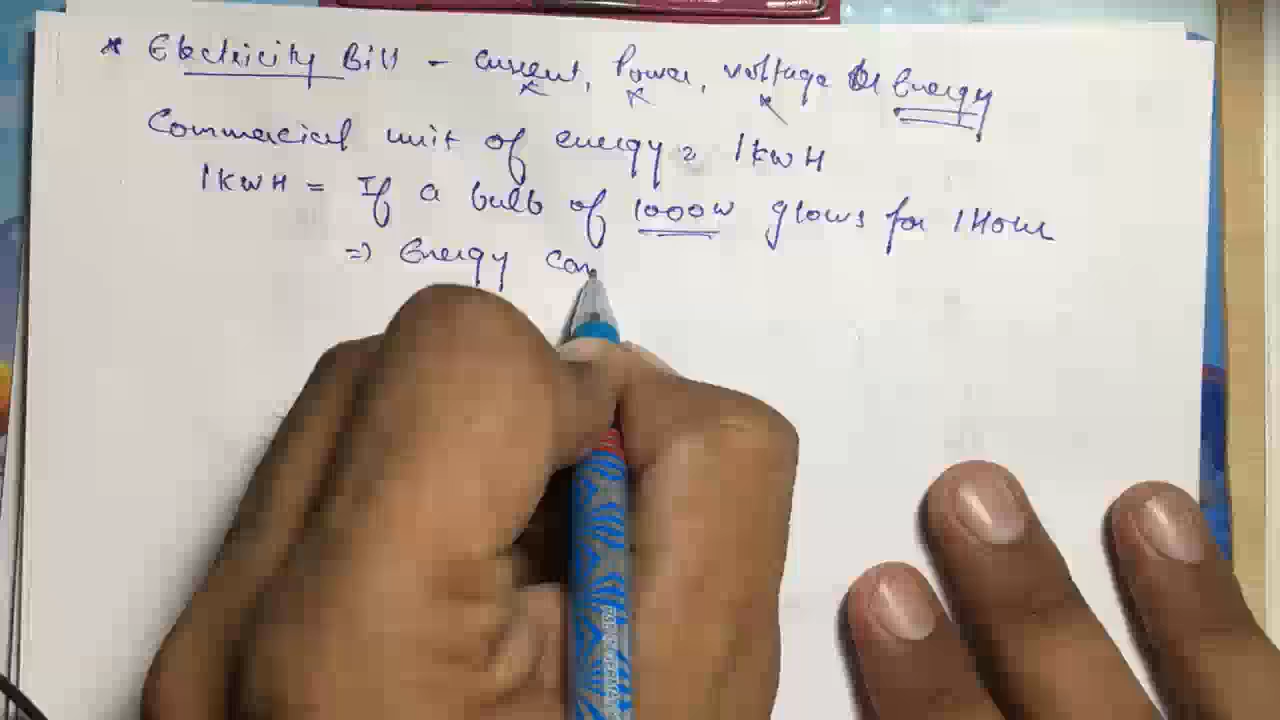 * Electricity Bill - Current, Power, voltage or Energy
Commercial unit of energy = 1kwH
1KWH = If a bulb of 1000w glows for 1Hour
=> Energy con